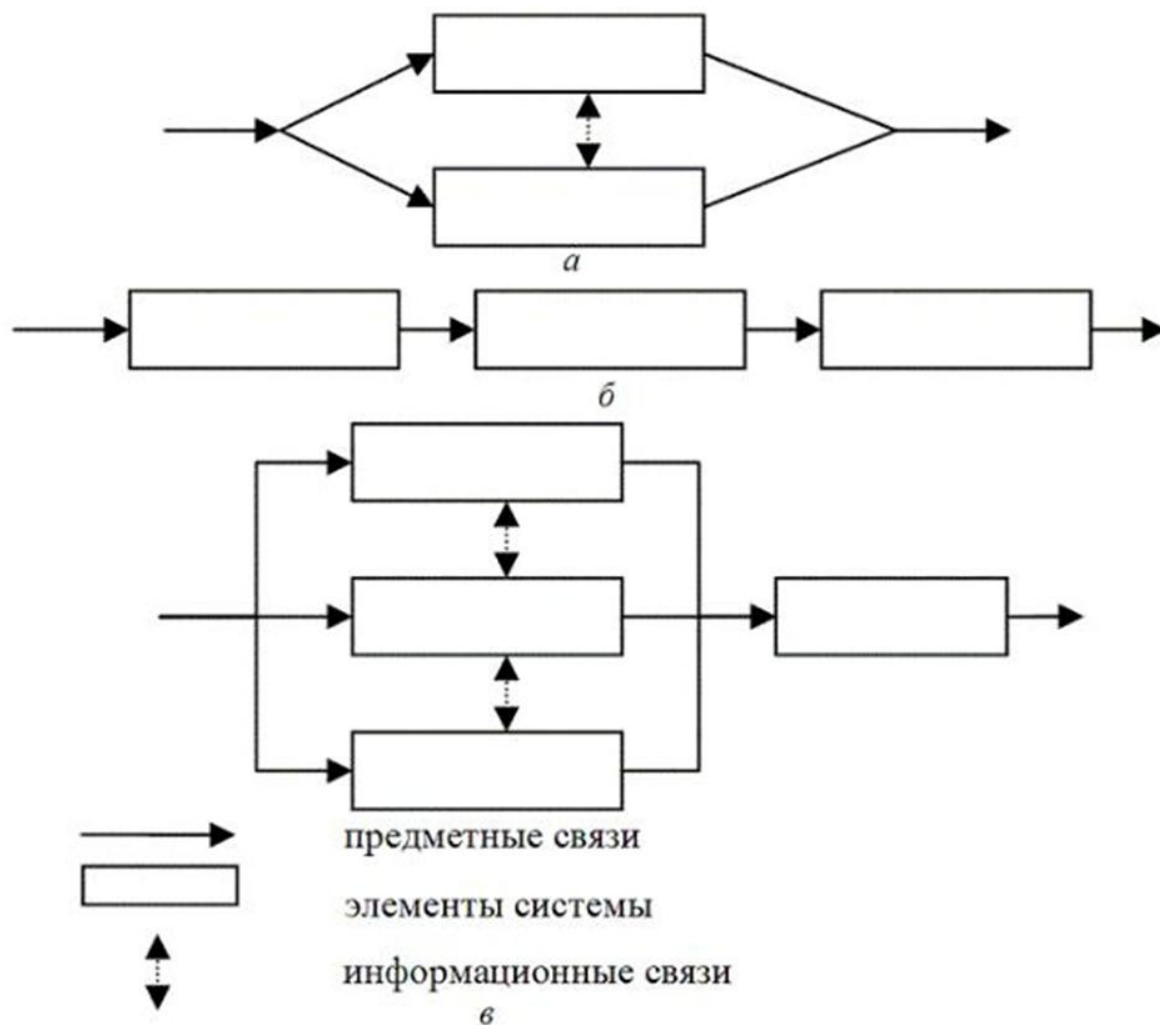 а
б
предметные связи
элементы системы
информационные связи
в